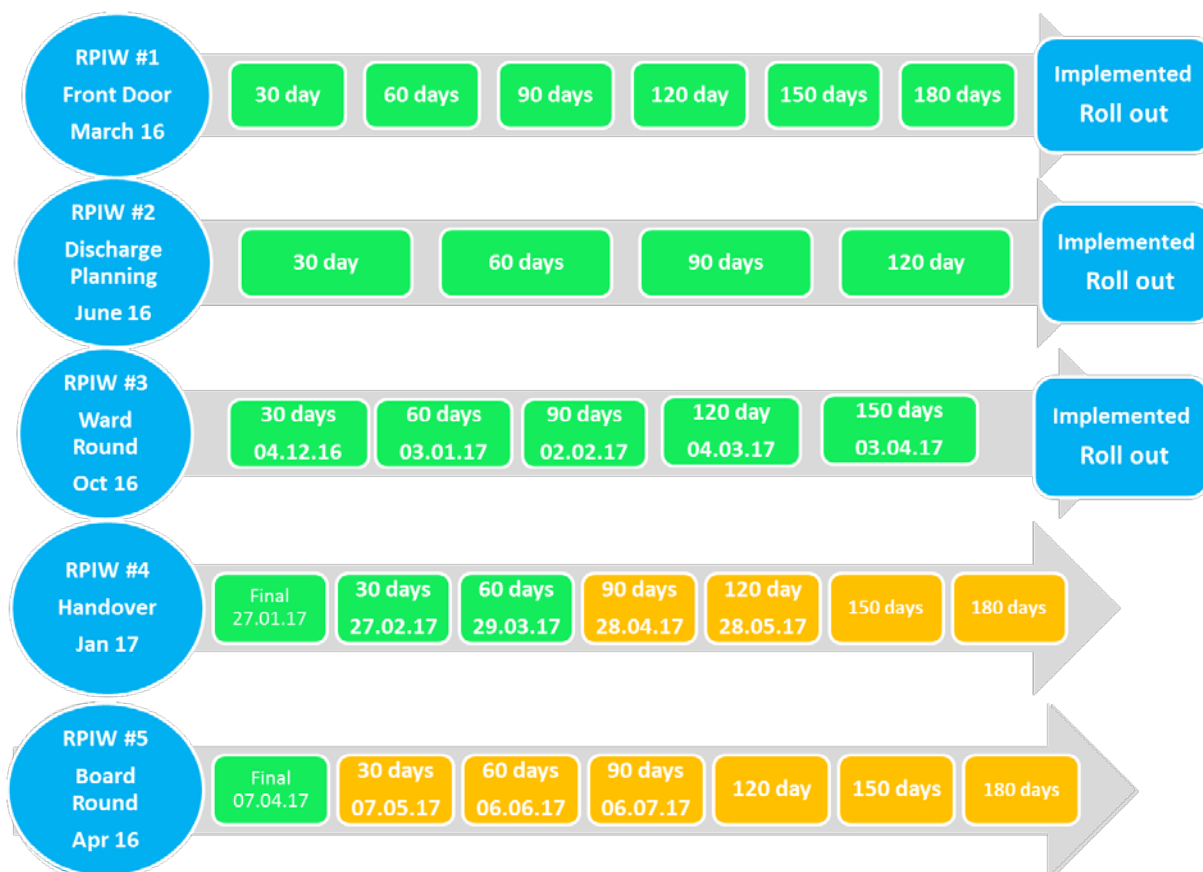 RPIW #1
Front Door
March 16
30 day
60 days
90 days
120 day
150 days
180 days
Implemented
Roll out
RPIW #2
Discharge
Planning
June 16
30 day
60 days
90 days
120 day
Implemented
Roll out
RPIW #3
Ward
Round
Oct 16
30 days
04.12.16
60 days
03.01.17
90 days
02.02.17
120 day
04.03.17
150 days
03.04.17
Implemented
Roll out
RPIW #4
Handover
Jan 17
Final
27.01.17
30 days
27.02.17
60 days
29.03.17
90 days
28.04.17
120 day
28.05.17
150 days
180 days
RPIW #5
Board
Round
Apr 16
Final
07.04.17
30 days
07.05.17
60 days
06.06.17
90 days
06.07.17
120 day
150 days
180 days